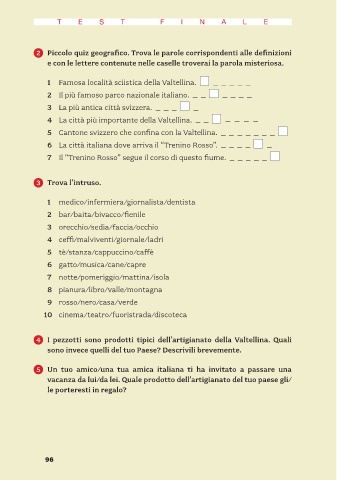 TEST FINALE
2 Piccolo quiz geografico. Trova le parole corrispondenti alle definizioni
e con le lettere contenute nelle caselle troverai la parola misteriosa.
1 Famosa località sciistica della Valtellina. □ _ _ _ _ _
2 Il più famoso parco nazionale italiano. _ _ □ _ _ _ _
3 La più antica città svizzera. _ _ _ □ _
4 La città più importante della Valtellina. _ _ □ _ _ _ _
5 Cantone svizzero che confina con la Valtellina. _ _ _ _ _ _ _ □
6 La città italiana dove arriva il “Trenino Rosso”. _ _ _ _ □ _
7 Il “Trenino Rosso” segue il corso di questo fiume. _ _ _ _ _ □
3 Trova l’intruso.
1 medico/infermiera/giornalista/dentista
2 bar/baita/bivacco/fienile
3 orecchio/sedia/faccia/occhio
4 ceffi/malviventi/giornale/ladri
5 tè/stanza/cappuccino/caffè
6 gatto/musica/cane/capre
7 notte/pomeriggio/mattina/isola
8 pianura/libro/valle/montagna
9 rosso/nero/casa/verde
10 cinema/teatro/fuoristrada/discoteca
4 I pezzotti sono prodotti tipici dell’artigianato della Valtellina. Quali
sono invece quelli del tuo Paese? Descrivili brevemente.
5 Un tuo amico/una tua amica italiana ti ha invitato a passare una
vacanza da lui/da lei. Quale prodotto dell’artigianato del tuo paese gli/
le porteresti in regalo?
96